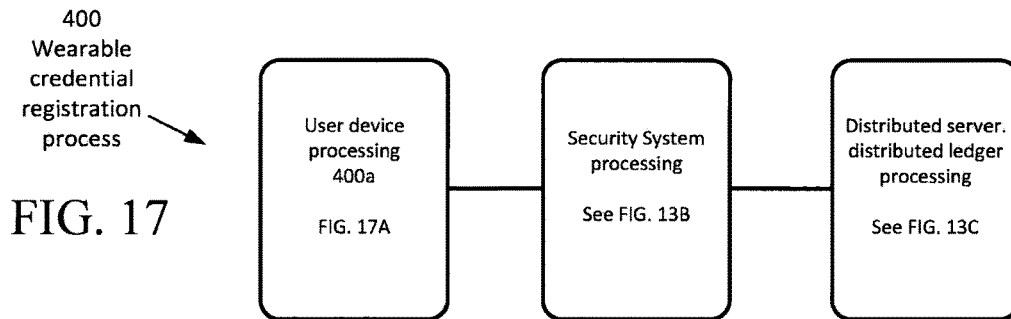 400
Wearable
credential
registration
process
FIG. 17
User device
processing
400a
FIG. 17A
Security System
processing
See FIG. 13B
Distributed server.
distributed ledger
processing
See FIG. 13C